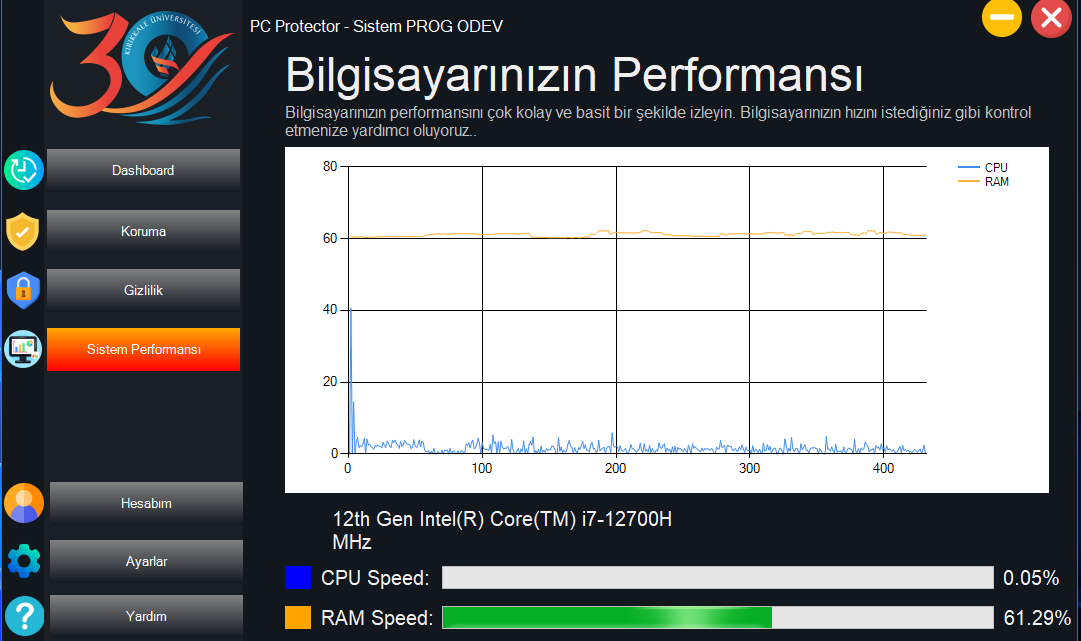 KIRIKKALE ÜNİVERSİTESİ
30
PC Protector - Sistem PROG ODEV
Bilgisayarınızın Performansı
Bilgisayarınızın performansını çok kolay ve basit bir şekilde izleyin. Bilgisayarınızın hızını istediğiniz gibi kontrol
etmenize yardımcı oluyoruz..
Dashboard
Koruma
Gizlilik
Sistem Performansı
Hesabım
Ayarlar
Yardım
80
60
40
20
0
0 100 200 300 400
CPU
RAM
12th Gen Intel(R) Core(TM) i7-12700H
MHz
CPU Speed: 0.05%
RAM Speed: 61.29%